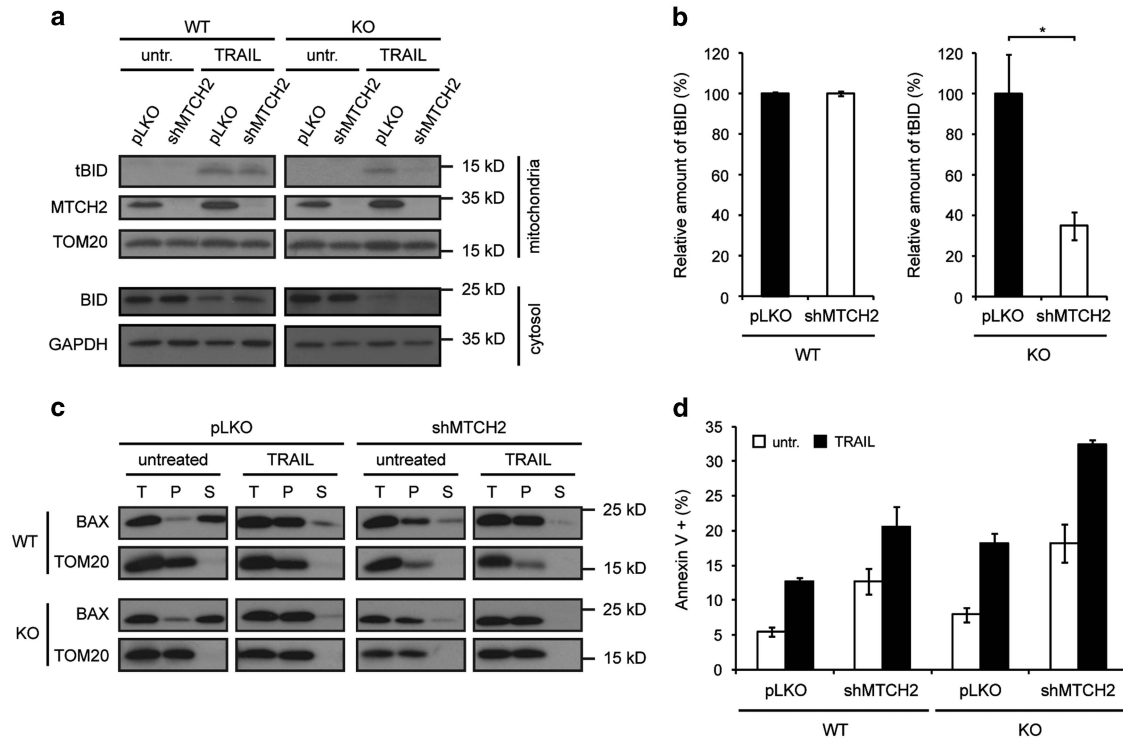 a
WT
KO
untr.
TRAIL
untr.
TRAIL
pLKO
shMTCH2
pLKO
shMTCH2
pLKO
shMTCH2
pLKO
shMTCH2
tBID
15 kD
MTCH2
35 kD
TOM20
15 kD
mitochondria
BID
25 kD
GAPDH
35 kD
cytosol
b
Relative amount of tBID (%)
120
100
80
60
40
20
0
pLKO
shMTCH2
WT
*
Relative amount of tBID (%)
120
100
80
60
40
20
0
pLKO
shMTCH2
KO
c
pLKO
shMTCH2
untreated
TRAIL
untreated
TRAIL
T P S
T P S
T P S
T P S
WT
BAX
25 kD
TOM20
15 kD
KO
BAX
25 kD
TOM20
15 kD
d
untr.
TRAIL
Annexin V + (%)
35
30
25
20
15
10
5
0
pLKO
shMTCH2
pLKO
shMTCH2
WT
KO